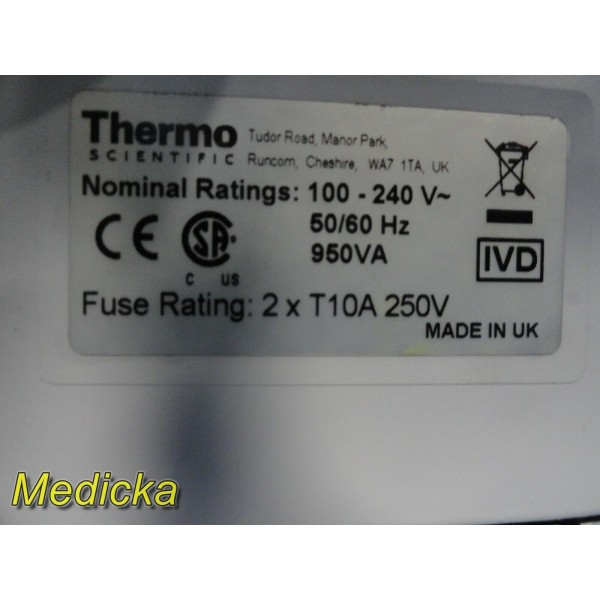 Thermo
SCIENTIFIC
Tudor Road, Manor Park,
Runcorn, Cheshire, WA7 1TA, UK
Nominal Ratings: 100 - 240 V~
50/60 Hz
950VA
CE
SA
C US
IVD
Fuse Rating: 2 x T10A 250V
MADE IN UK
Medicka